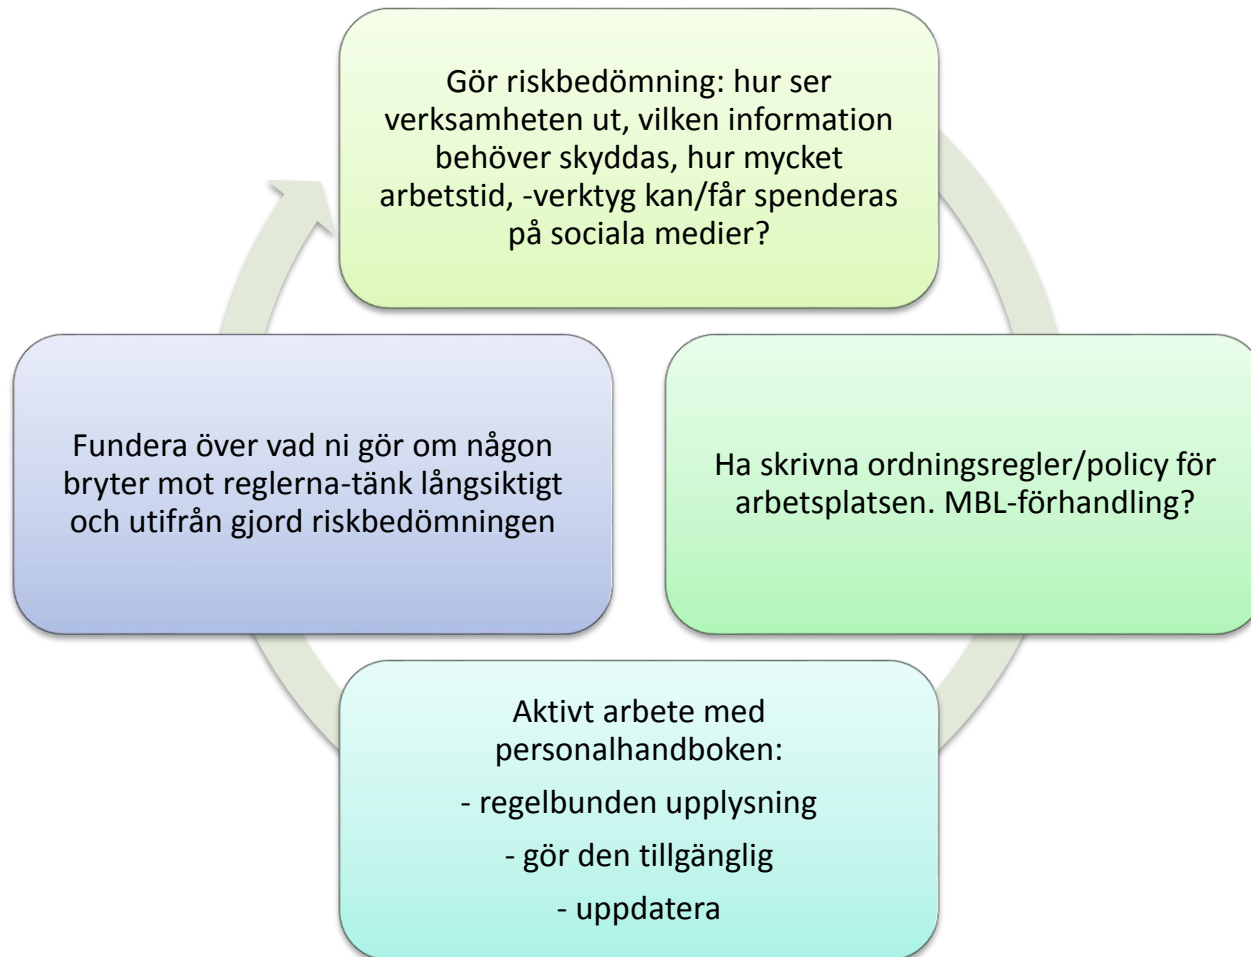 Gör riskbedömning: hur ser
verksamheten ut, vilken information
behöver skyddas, hur mycket
arbetstid, -verktyg kan/får spenderas
på sociala medier?
Ha skrivna ordningsregler/policy för
arbetsplatsen. MBL-förhandling?
Aktivt arbete med
personalhandboken:
- regelbunden upplysning
- gör den tillgänglig
- uppdatera
Fundera över vad ni gör om någon
bryter mot reglerna-tänk långsiktigt
och utifrån gjord riskbedömningen